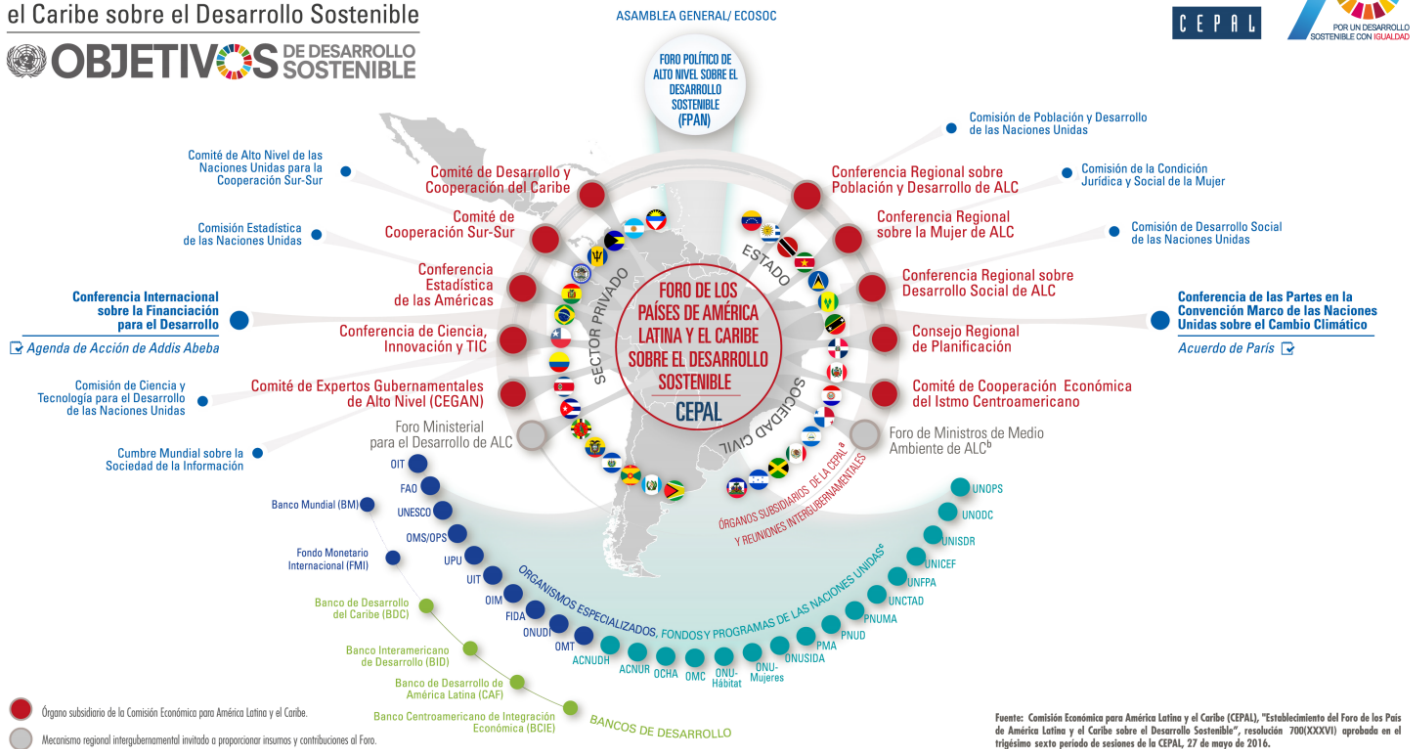 el Caribe sobre el Desarrollo Sostenible
OBJETIVOS DE DESARROLLO
SOSTENIBLE
ASAMBLEA GENERAL/ ECOSOC
CEPAL
POR UN DESARROLLO
SOSTENIBLE CON IGUALDAD
FORO POLÍTICO DE
ALTO NIVEL SOBRE EL
DESARROLLO
SOSTENIBLE
(FPAN)
Comité de Alto Nivel de las
Naciones Unidas para la
Cooperación Sur-Sur
Comisión Estadística
de las Naciones Unidas
Conferencia Internacional
sobre la Financiación
para el Desarrollo
Agenda de Acción de Addis Abeba
Comisión de Ciencia y
Tecnología para el Desarrollo
de las Naciones Unidas
Cumbre Mundial sobre la
Sociedad de la Información
Comité de Desarrollo y
Cooperación del Caribe
Comité de
Cooperación Sur-Sur
Conferencia
Estadística
de las Américas
Conferencia de Ciencia,
Innovación y TIC
Comité de Expertos Gubernamentales
de Alto Nivel (CEGAN)
Foro Ministerial
para el Desarrollo de ALC
SECTOR PRIVADO
ESTADO
SOCIEDAD CIVIL
FORO DE LOS
PAÍSES DE AMÉRICA
LATINA Y EL CARIBE
SOBRE EL DESARROLLO
SOSTENIBLE
CEPAL
Conferencia Regional sobre
Población y Desarrollo de ALC
Conferencia Regional
sobre la Mujer de ALC
Conferencia Regional sobre
Desarrollo Social de ALC
Consejo Regional
de Planificación
Comité de Cooperación Económica
del Istmo Centroamericano
Foro de Ministros de Medio
Ambiente de ALCb
Comisión de Población y Desarrollo
de las Naciones Unidas
Comisión de la Condición
Jurídica y Social de la Mujer
Comisión de Desarrollo Social
de las Naciones Unidas
Conferencia de las Partes en la
Convención Marco de las Naciones
Unidas sobre el Cambio Climático
Acuerdo de París
ÓRGANOS SUBSIDIARIOS DE LA CEPALa
Y REUNIONES INTERGUBERNAMENTALES
OIT
FAO
UNESCO
OMS/OPS
UPU
UIT
OIM
FIDA
ONUDI
OMT
ACNUDH
ACNUR
OCHA
OMC
ONU-
Hábitat
ONU-
Mujeres
ONUSIDA
PMA
PNUD
PNUMA
UNCTAD
UNFPA
UNICEF
UNISDR
UNODC
UNOPS
ORGANISMOS ESPECIALIZADOS, FONDOS Y PROGRAMAS DE LAS NACIONES UNIDASc
Banco Mundial (BM)
Fondo Monetario
Internacional (FMI)
Banco de Desarrollo
del Caribe (BDC)
Banco Interamericano
de Desarrollo (BID)
Banco de Desarrollo de
América Latina (CAF)
Banco Centroamericano de Integración
Económica (BCIE)
BANCOS DE DESARROLLO
Órgano subsidiario de la Comisión Económica para América Latina y el Caribe.
Mecanismo regional intergubernamental invitado a proporcionar insumos y contribuciones al Foro.
Fuente: Comisión Económica para América Latina y el Caribe (CEPAL), "Establecimiento del Foro de los País
de América Latina y el Caribe sobre el Desarrollo Sostenible", resolución 700(XXXVI) aprobada en el
trigésimo sexto período de sesiones de la CEPAL, 27 de mayo de 2016.